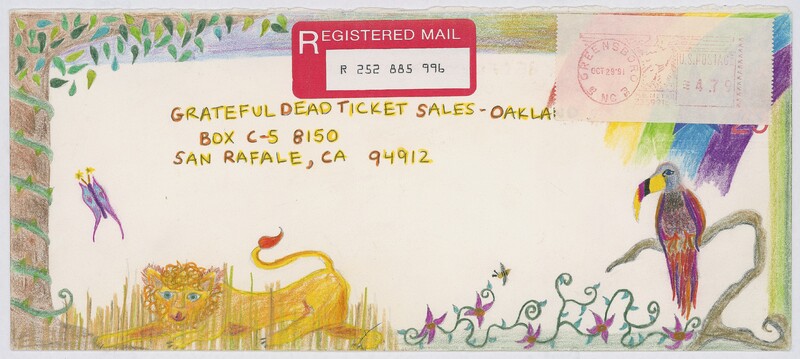 REGISTERED MAIL
R 252 885 996
GREENSBORO
OCT 29'91
NC
U.S. POSTAGE
4.79
GRATEFUL DEAD TICKET SALES - OAKLA
BOX C-S 8150
SAN RAFALE, CA 94912